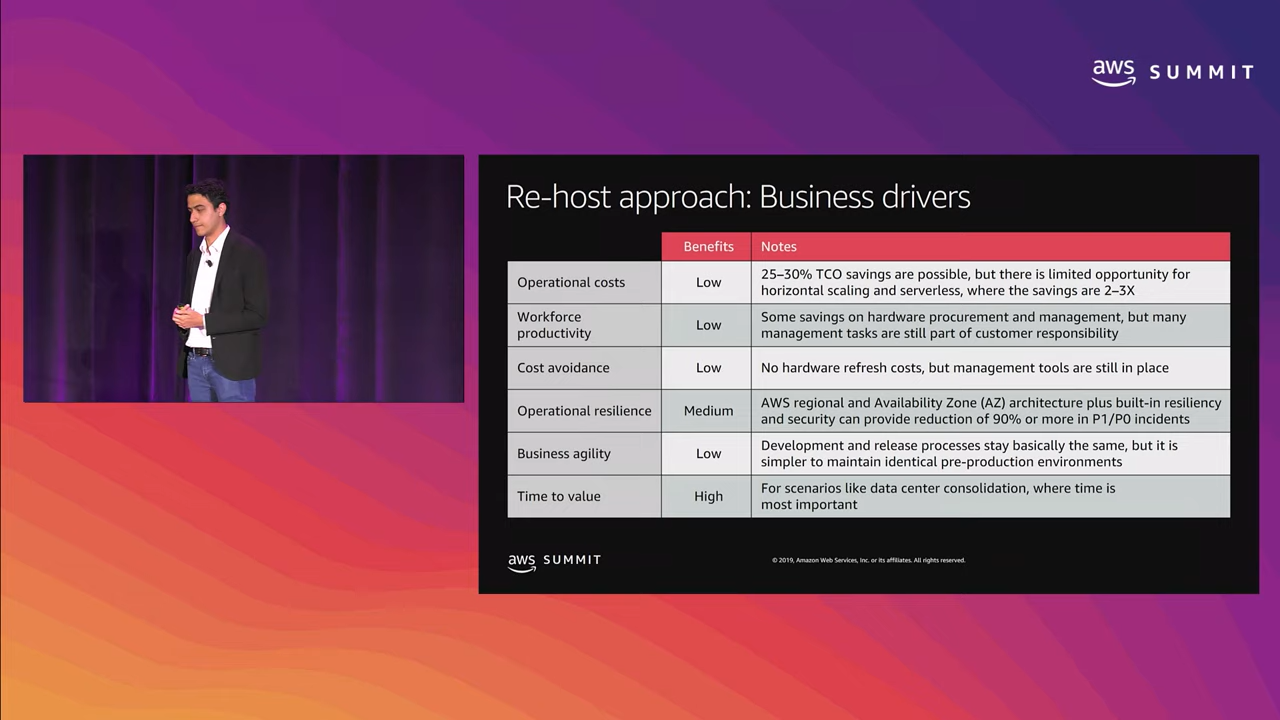 aws SUMMIT
Re-host approach: Business drivers
Benefits Notes
Operational costs Low 25–30% TCO savings are possible, but there is limited opportunity for
horizontal scaling and serverless, where the savings are 2–3X
Workforce
productivity Low Some savings on hardware procurement and management, but many
management tasks are still part of customer responsibility
Cost avoidance Low No hardware refresh costs, but management tools are still in place
Operational resilience Medium AWS regional and Availability Zone (AZ) architecture plus built-in resiliency
and security can provide reduction of 90% or more in P1/P0 incidents
Business agility Low Development and release processes stay basically the same, but it is
simpler to maintain identical pre-production environments
Time to value High For scenarios like data center consolidation, where time is
most important
aws SUMMIT
© 2019, Amazon Web Services, Inc. or its affiliates. All rights reserved.